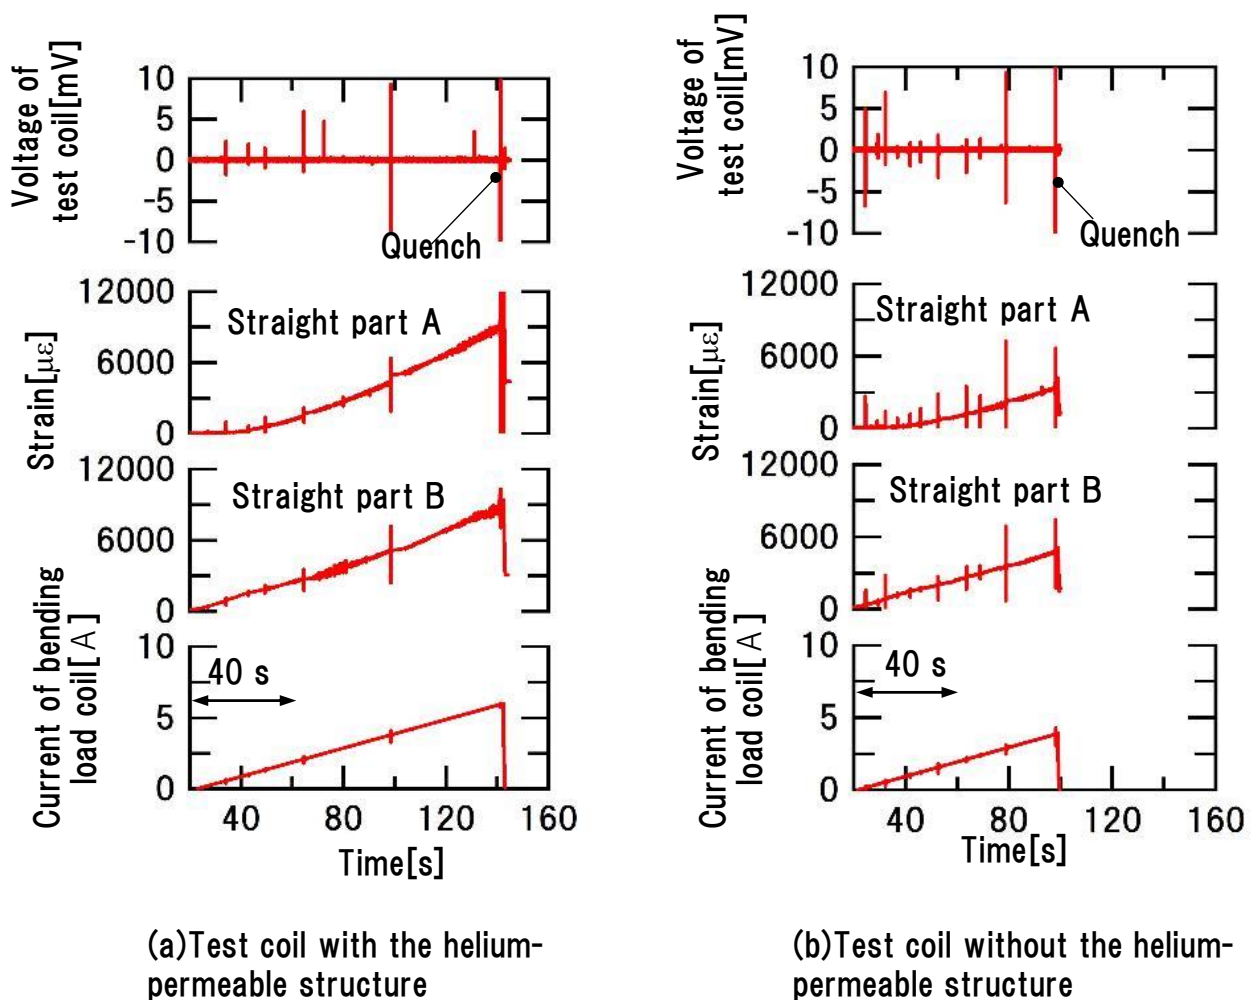 Voltage of
test coil[mV]
10
5
0
-5
-10
Quench
12000
6000
0
Strain[με]
Straight part A
12000
6000
0
Straight part B
Current of bending
load coil[A]
10
5
0
40 s
40
80
120
160
Time[s]
(a)Test coil with the helium-
permeable structure
Voltage of
test coil[mV]
10
5
0
-5
-10
Quench
12000
6000
0
Strain[με]
Straight part A
12000
6000
0
Straight part B
Current of bending
load coil[A]
10
5
0
40 s
40
80
120
160
Time[s]
(b)Test coil without the helium-
permeable structure